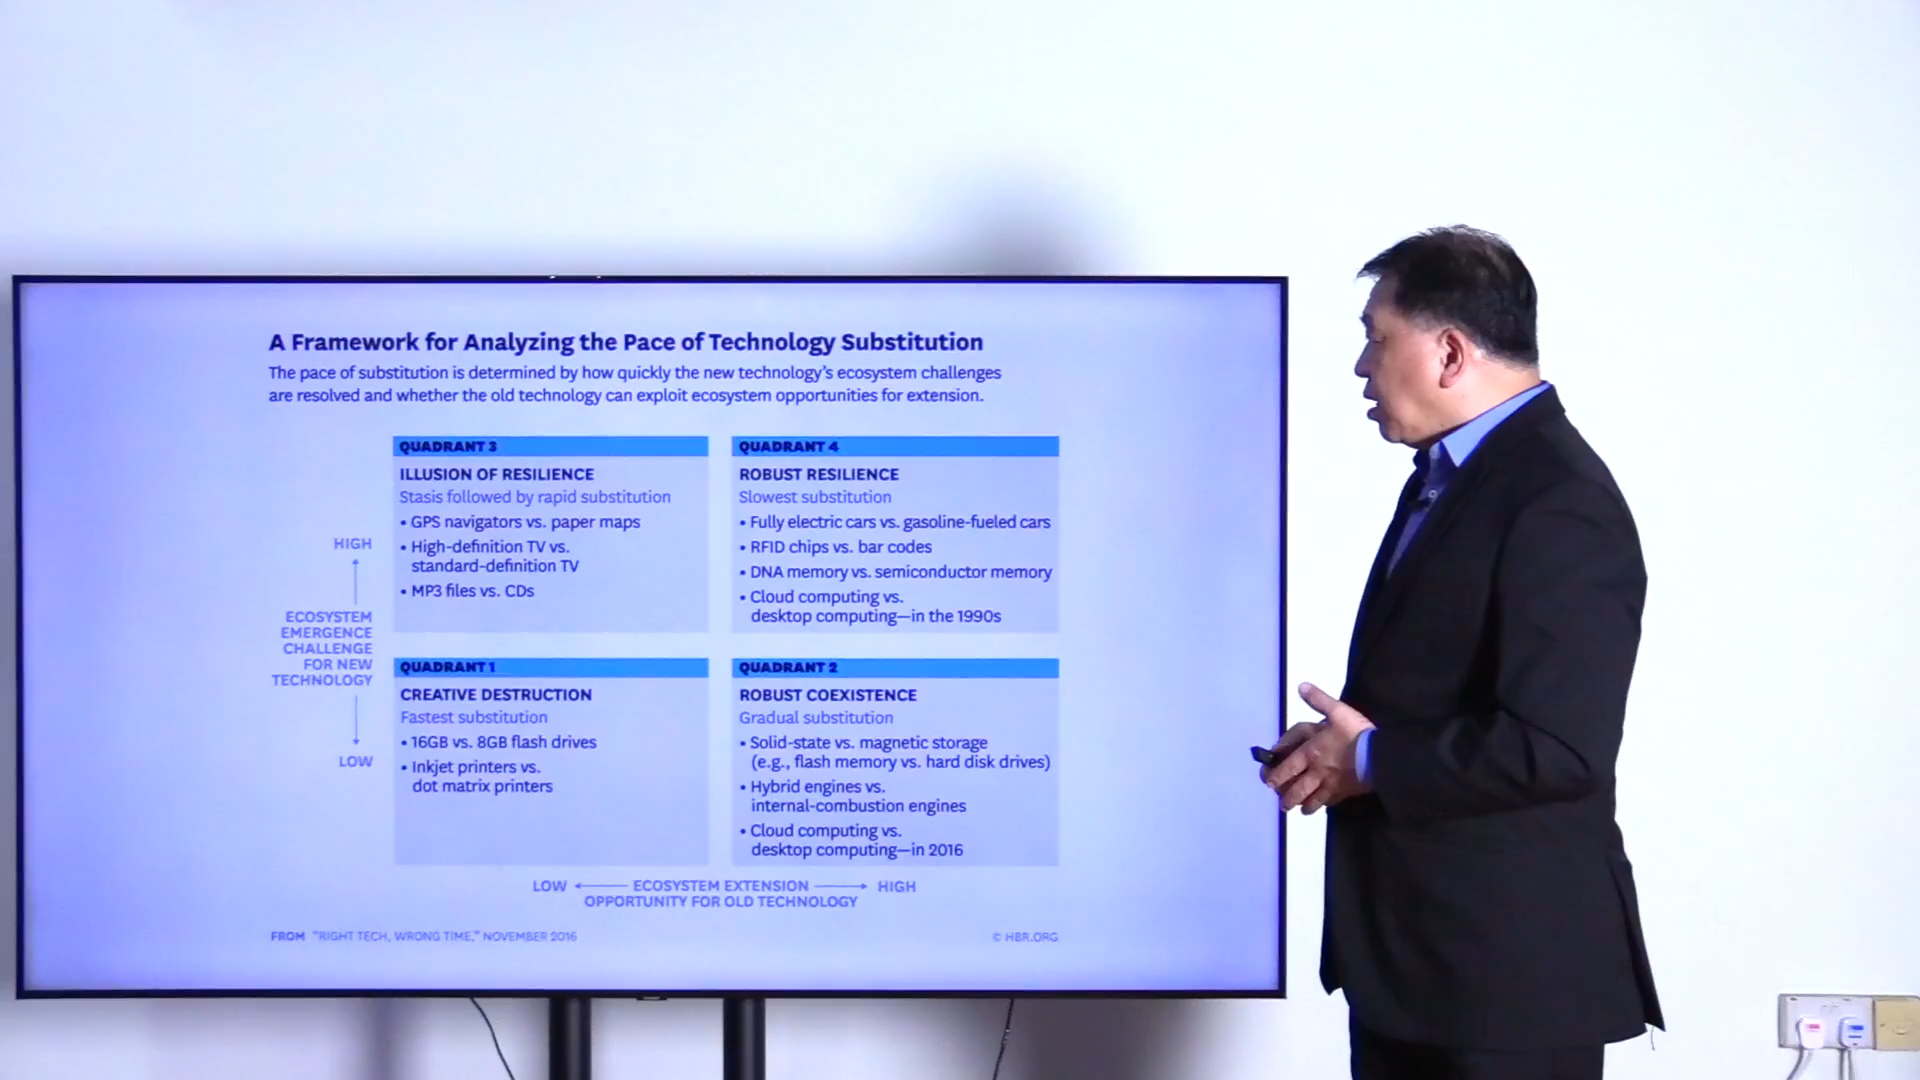 A Framework for Analyzing the Pace of Technology Substitution
The pace of substitution is determined by how quickly the new technology's ecosystem challenges
are resolved and whether the old technology can exploit ecosystem opportunities for extension.
QUADRANT 3
ILLUSION OF RESILIENCE
Stasis followed by rapid substitution
• GPS navigators vs. paper maps
• High-definition TV vs.
standard-definition TV
• MP3 files vs. CDs
QUADRANT 4
ROBUST RESILIENCE
Slowest substitution
• Fully electric cars vs. gasoline-fueled cars
• RFID chips vs. bar codes
• DNA memory vs. semiconductor memory
• Cloud computing vs.
desktop computing—in the 1990s
HIGH
ECOSYSTEM
EMERGENCE
CHALLENGE
FOR NEW
TECHNOLOGY
LOW
QUADRANT 1
CREATIVE DESTRUCTION
Fastest substitution
• 16GB vs. 8GB flash drives
• Inkjet printers vs.
dot matrix printers
QUADRANT 2
ROBUST COEXISTENCE
Gradual substitution
• Solid-state vs. magnetic storage
(e.g., flash memory vs. hard disk drives)
• Hybrid engines vs.
internal-combustion engines
• Cloud computing vs.
desktop computing—in 2016
LOW ECOSYSTEM EXTENSION HIGH
OPPORTUNITY FOR OLD TECHNOLOGY
FROM "RIGHT TECH, WRONG TIME," NOVEMBER 2016
© HBR.ORG